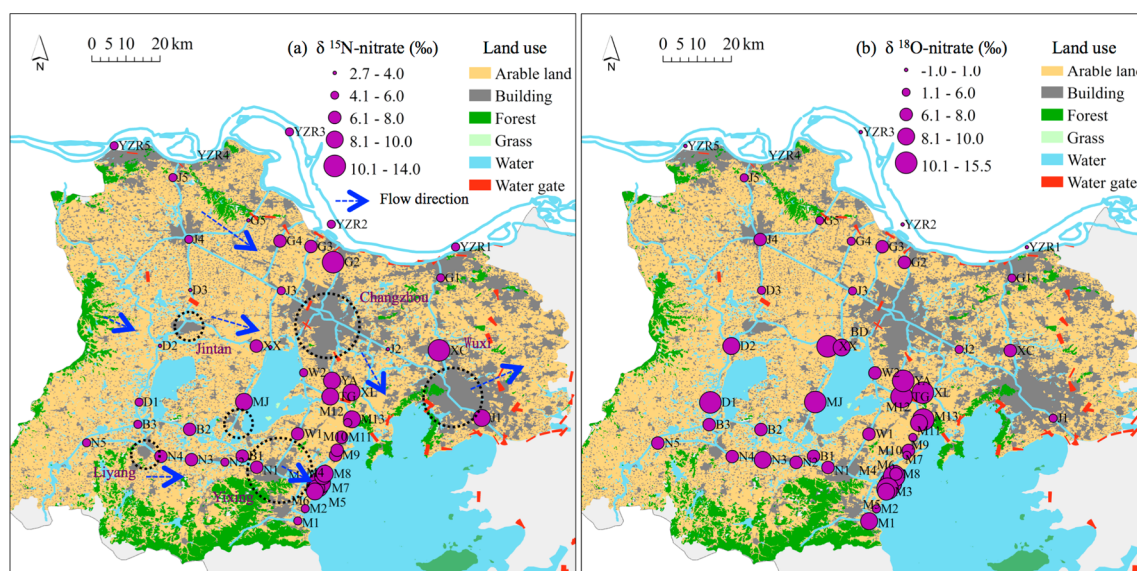 N
0 5 10 20 km
(a) δ 15N-nitrate (‰)
2.7 - 4.0
4.1 - 6.0
6.1 - 8.0
8.1 - 10.0
10.1 - 14.0
Flow direction
Land use
Arable land
Building
Forest
Grass
Water
Water gate
YZR3
YZR5
YZR4
J5
G5
YZR2
J4
G4
G3
YZR1
G2
G1
D3
J3
Changzhou
D2
Jintan
XX
J2
Wuxi
XC
W2
YA
D1
MJ
TG
XL
M12
B3
B2
M13
J1
N5
W1
M10
M11
Liyang
N4
N3
N2
B1
M9
N1
M4
M8
Yixing
M7
M6
M5
M2
M1
N
0 5 10 20 km
(b) δ 18O-nitrate (‰)
-1.0 - 1.0
1.1 - 6.0
6.1 - 8.0
8.1 - 10.0
10.1 - 15.5
Land use
Arable land
Building
Forest
Grass
Water
Water gate
YZR3
YZR5
YZR4
J5
G5
YZR2
J4
G4
G3
YZR1
G2
G1
D3
J3
BD
D2
XX
J2
XC
W2
YA
D1
MJ
TG
XL
M12
B3
B2
M13
J1
N5
W1
M11
M10
M9
N4
N3
N2
B1
M7
N1
M4
M6
M8
M3
M5
M2
M1